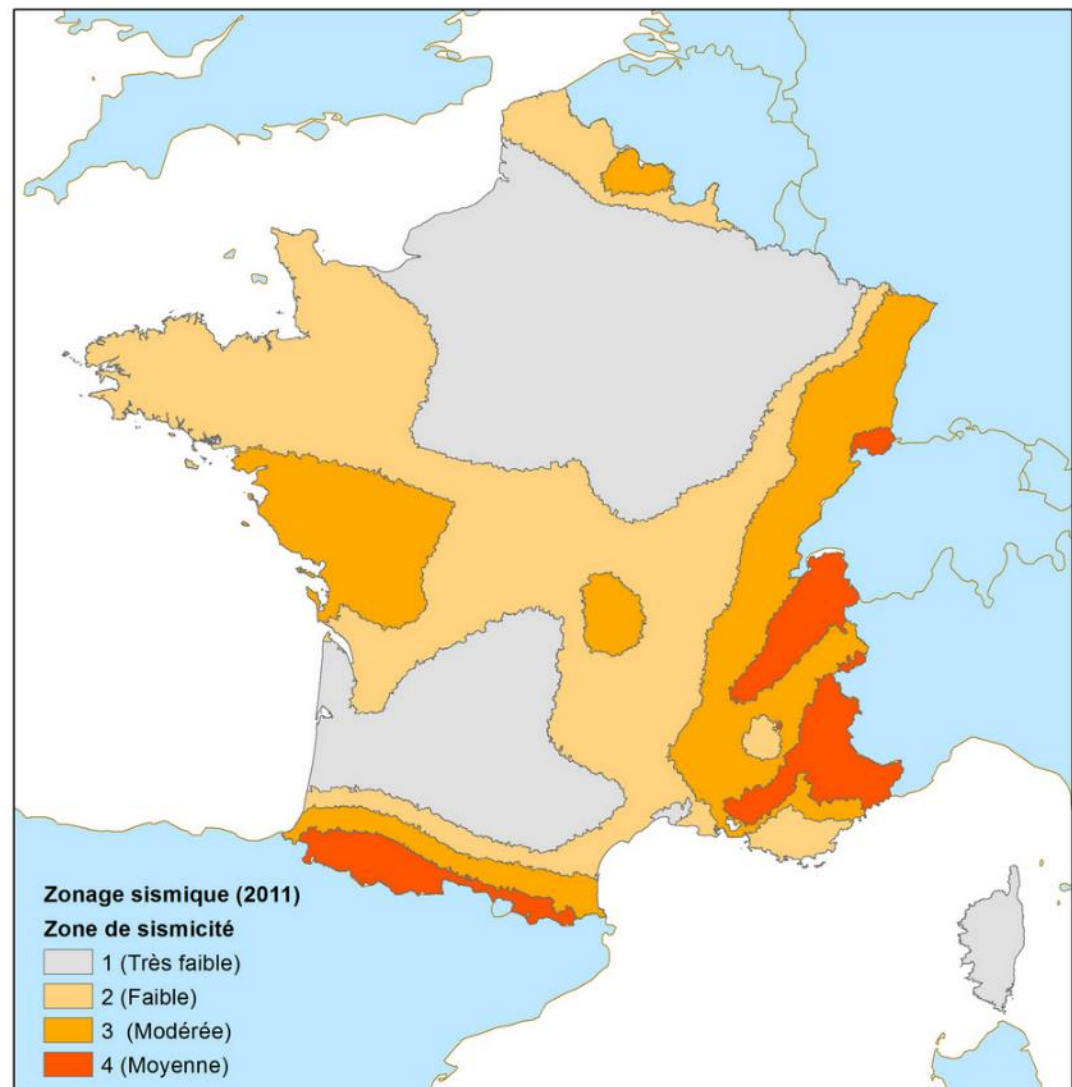 Zonage sismique (2011)
Zone de sismicité
1 (Très faible)
2 (Faible)
3 (Modérée)
4 (Moyenne)